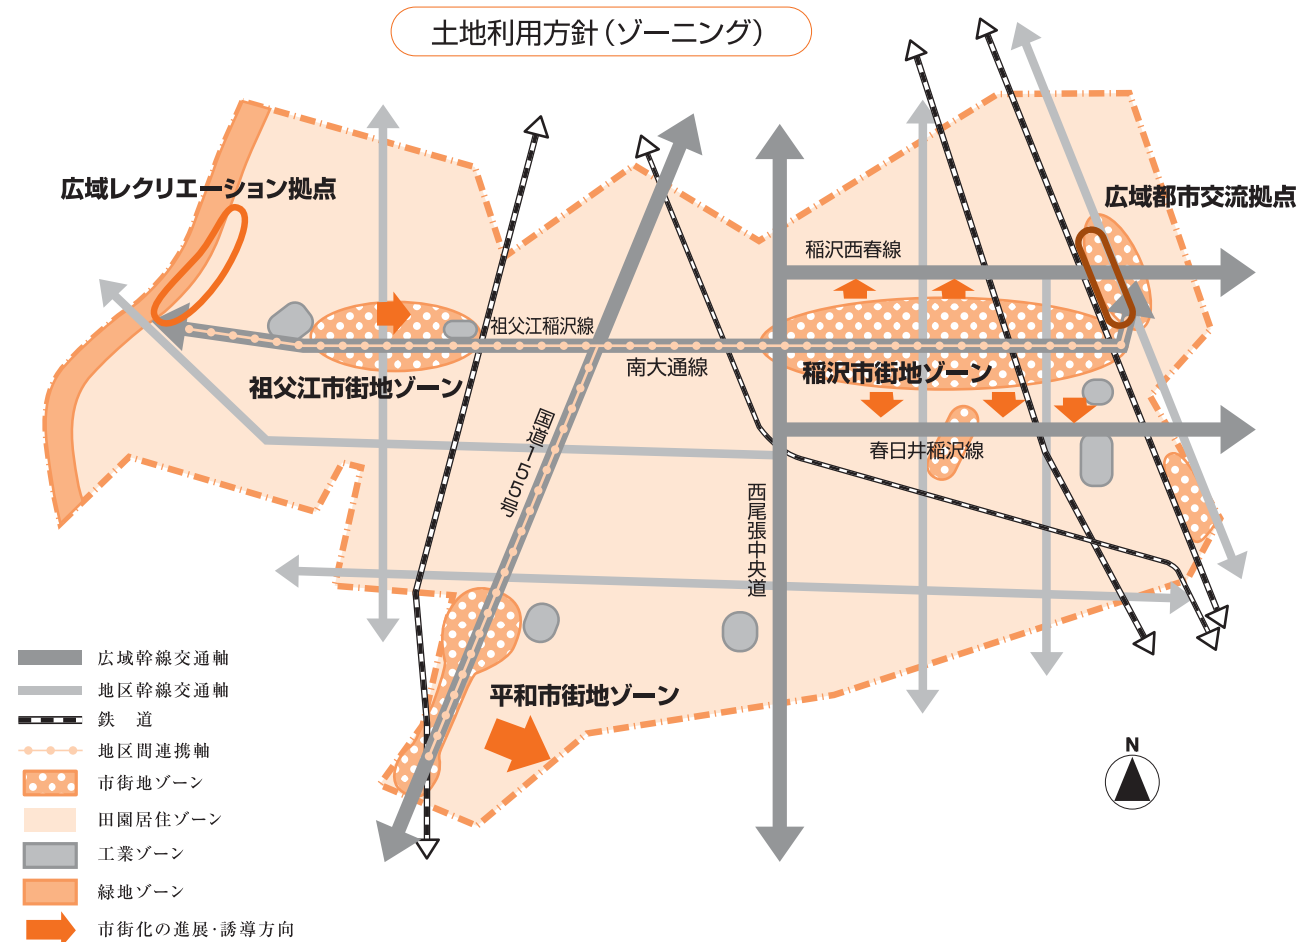 土地利用方針(ゾーニング)
広域レクリエーション拠点
広域都市交流拠点
稲沢西春線
祖父江稲沢線
南大通線
祖父江市街地ゾーン
稲沢市街地ゾーン
国道155号
春日井稲沢線
西尾張中央道
平和市街地ゾーン
広域幹線交通軸
地区幹線交通軸
鉄 道
地区間連携軸
市街地ゾーン
田園居住ゾーン
工業ゾーン
緑地ゾーン
市街化の進展・誘導方向
N